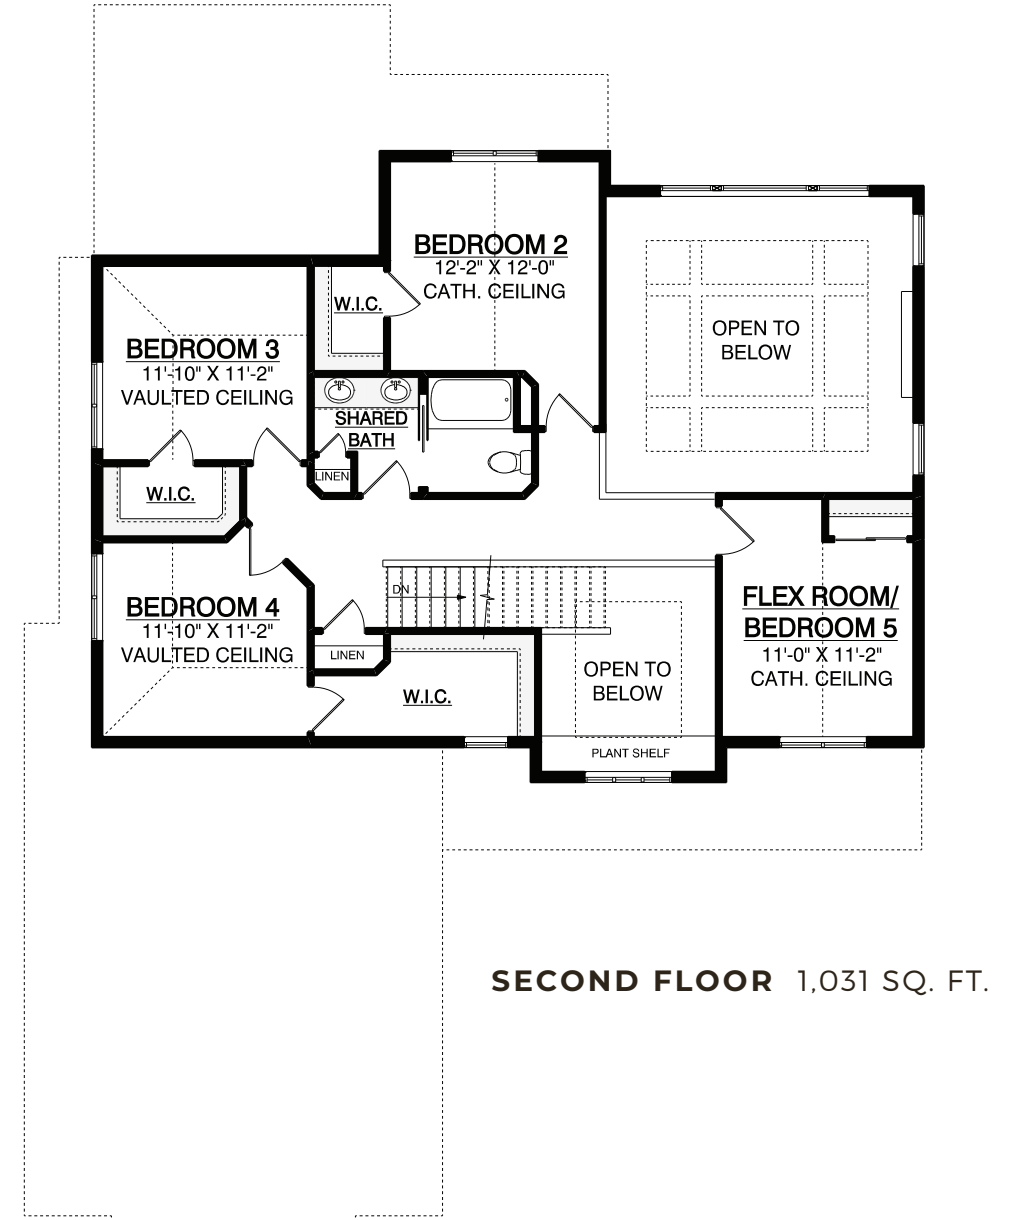 BEDROOM 2
12'-2" X 12'-0"
CATH. CEILING
W.I.C.
OPEN TO
BELOW
BEDROOM 3
11'-10" X 11'-2"
VAULTED CEILING
SHARED
BATH
LINEN
W.I.C.
DN
BEDROOM 4
11'-10" X 11'-2"
VAULTED CEILING
LINEN
W.I.C.
OPEN TO
BELOW
PLANT SHELF
FLEX ROOM/
BEDROOM 5
11'-0" X 11'-2"
CATH. CEILING
SECOND FLOOR 1,031 SQ. FT.